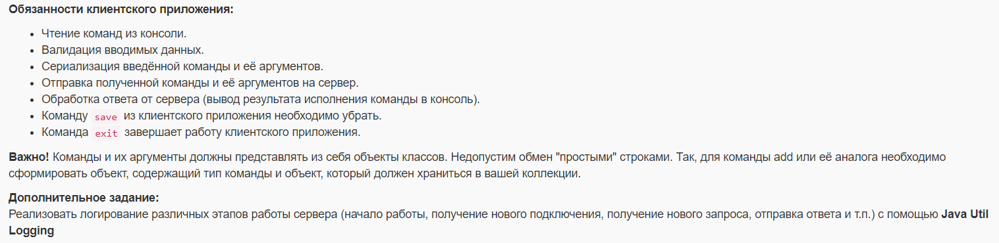 Обязанности клиентского приложения:
• Чтение команд из консоли.
• Валидация вводимых данных.
• Сериализация введённой команды и её аргументов.
• Отправка полученной команды и её аргументов на сервер.
• Обработка ответа от сервера (вывод результата исполнения команды в консоль).
• Команду save из клиентского приложения необходимо убрать.
• Команда exit завершает работу клиентского приложения.
Важно! Команды и их аргументы должны представлять из себя объекты классов. Недопустим обмен "простыми" строками. Так, для команды add или её аналога необходимо
сформировать объект, содержащий тип команды и объект, который должен храниться в вашей коллекции.
Дополнительное задание:
Реализовать логирование различных этапов работы сервера (начало работы, получение нового подключения, получение нового запроса, отправка ответа и т.п.) с помощью Java Util
Logging